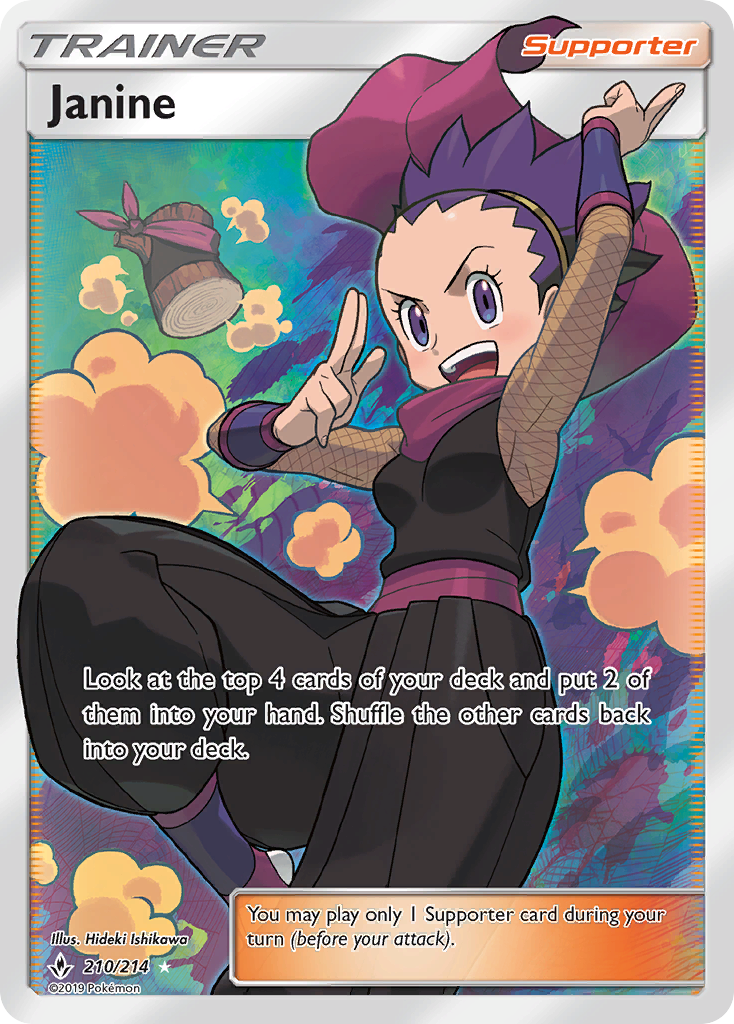 TRAINER
Supporter
Janine
Look at the top 4 cards of your deck and put 2 of
them into your hand. Shuffle the other cards back
into your deck.
You may play only 1 Supporter card during your
turn (before your attack).
Illus. Hideki Ishikawa
210/214
©2019 Pokémon